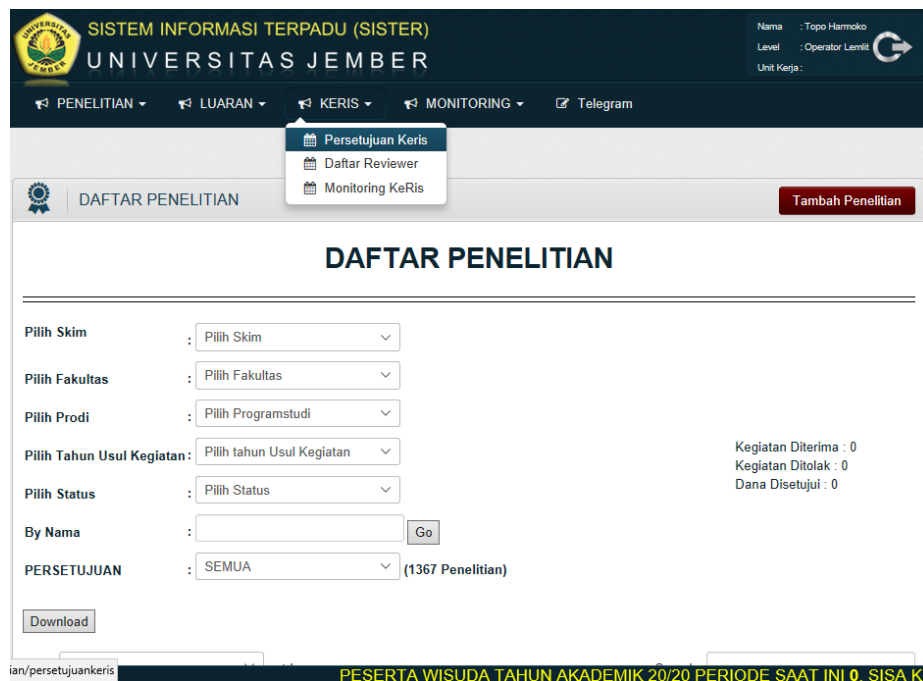 SISTEM INFORMASI TERPADU (SISTER)
UNIVERSITAS JEMBER
UNIVERSITAS
JEMBER
Nama : Topo Harmoko
Level : Operator Lemlit
Unit Kerja :
PENELITIAN LUARAN KERIS MONITORING Telegram
Persetujuan Keris
Daftar Reviewer
Monitoring KeRis
DAFTAR PENELITIAN
Tambah Penelitian
DAFTAR PENELITIAN
Pilih Skim : Pilih Skim
Pilih Fakultas : Pilih Fakultas
Pilih Prodi : Pilih Programstudi
Pilih Tahun Usul Kegiatan : Pilih tahun Usul Kegiatan
Pilih Status : Pilih Status
Kegiatan Diterima : 0
Kegiatan Ditolak : 0
Dana Disetujui : 0
By Nama : Go
PERSETUJUAN : SEMUA (1367 Penelitian)
Download
ian/persetujuankeris
PESERTA WISUDA TAHUN AKADEMIK 20/20 PERIODE SAAT INI 0, SISA K